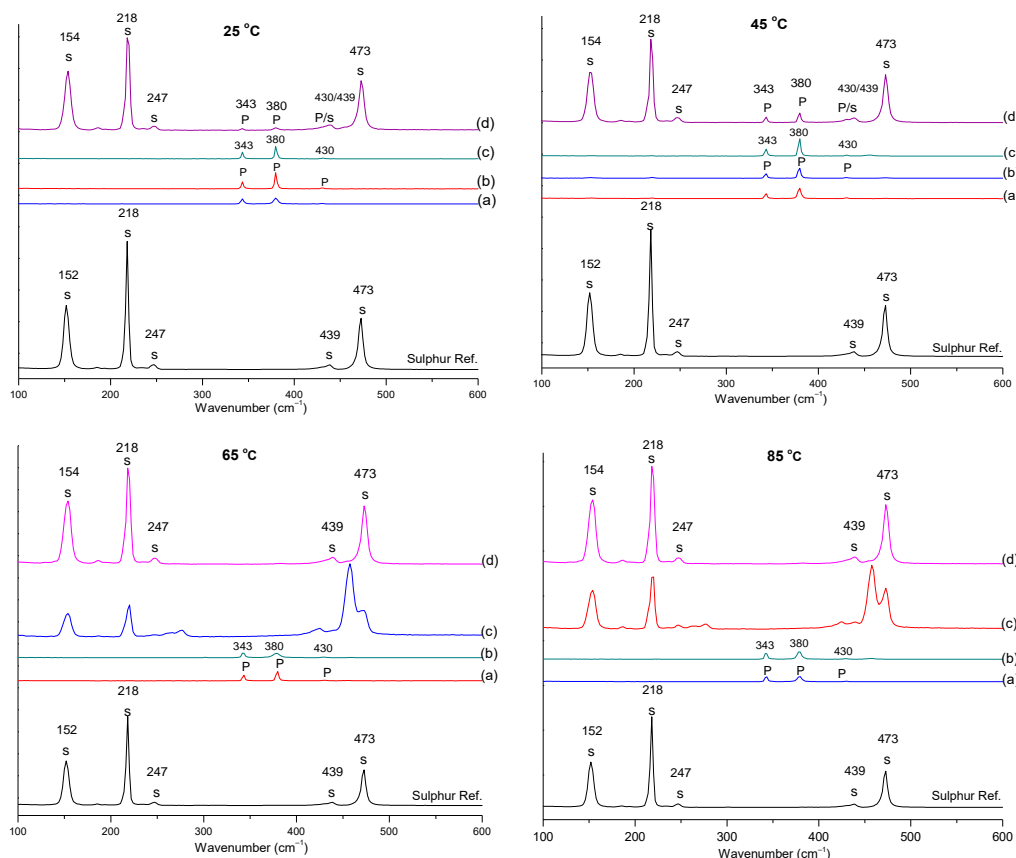 25 °C
154
s
218
s
247
s
343
P
380
P
430/439
P/s
473
s
(d)
343
380
430
(c)
P
P
P
(b)
(a)
218
s
152
s
247
s
439
s
473
s
Sulphur Ref.
100 200 300 400 500 600
Wavenumber (cm⁻¹)
45 °C
154
s
218
s
247
s
343
P
380
P
430/439
P/s
473
s
(d
343
380
430
(c
P
P
P
(b
(a
218
s
152
s
247
s
439
s
473
s
Sulphur Ref.
100 200 300 400 500 600
Wavenumber (cm⁻¹)
65 °C
154
s
218
s
247
s
439
s
473
s
(d)
(c)
343
380
430
(b)
P
P
P
(a)
218
s
152
s
247
s
439
s
473
s
Sulphur Ref.
100 200 300 400 500 600
Wavenumber (cm⁻¹)
85 °C
154
s
218
s
247
s
439
s
473
s
(d)
(c)
343
380
430
(b)
P
P
P
(a)
218
s
152
s
247
s
439
s
473
s
Sulphur Ref.
100 200 300 400 500 600
Wavenumber (cm⁻¹)